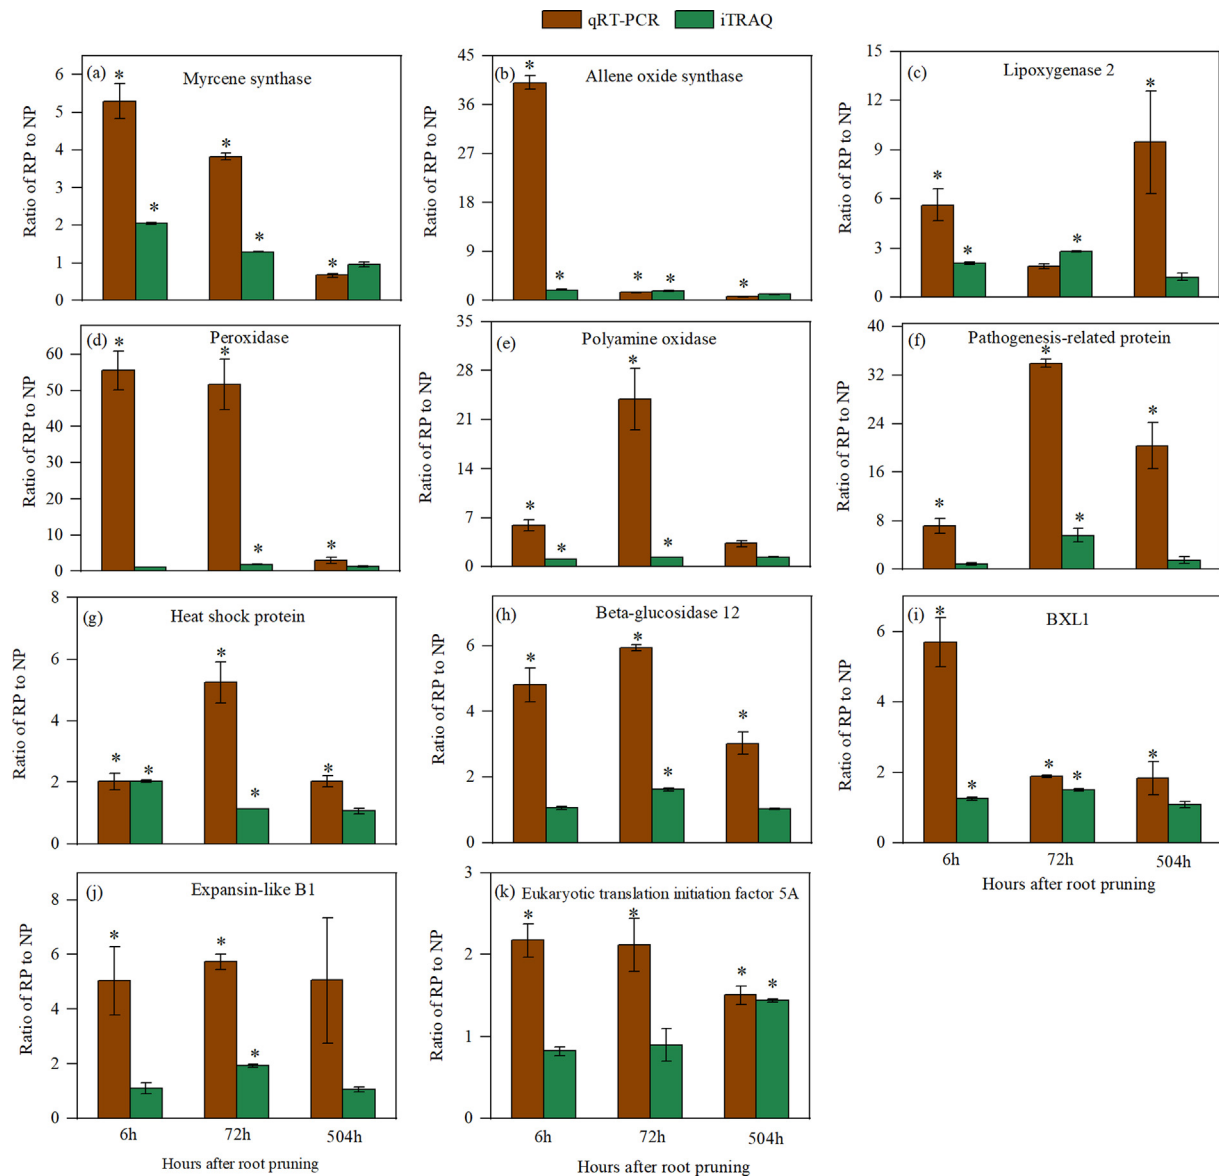 qRT-PCR iTRAQ
(a) Myrcene synthase
Ratio of RP to NP
6
5
4
3
2
1
0
* * * *
(b) Allene oxide synthase
Ratio of RP to NP
45
36
27
18
9
0
* * * * *
(c) Lipoxygenase 2
Ratio of RP to NP
15
12
9
6
3
0
* * * *
(d) Peroxidase
Ratio of RP to NP
60
50
40
30
20
10
0
* * * *
(e) Polyamine oxidase
Ratio of RP to NP
35
28
21
14
7
0
* * * *
(f) Pathogenesis-related protein
Ratio of RP to NP
40
32
24
16
8
0
* * * *
(g) Heat shock protein
Ratio of RP to NP
8
6
4
2
0
* * * * *
(h) Beta-glucosidase 12
Ratio of RP to NP
8
6
4
2
0
* * * *
(i) BXL1
Ratio of RP to NP
6
4
2
0
* * * * *
6h 72h 504h
Hours after root pruning
(j) Expansin-like B1
Ratio of RP to NP
8
6
4
2
0
* * *
6h 72h 504h
Hours after root pruning
(k) Eukaryotic translation initiation factor 5A
Ratio of RP to NP
3
2
1
0
* * * *
6h 72h 504h
Hours after root pruning